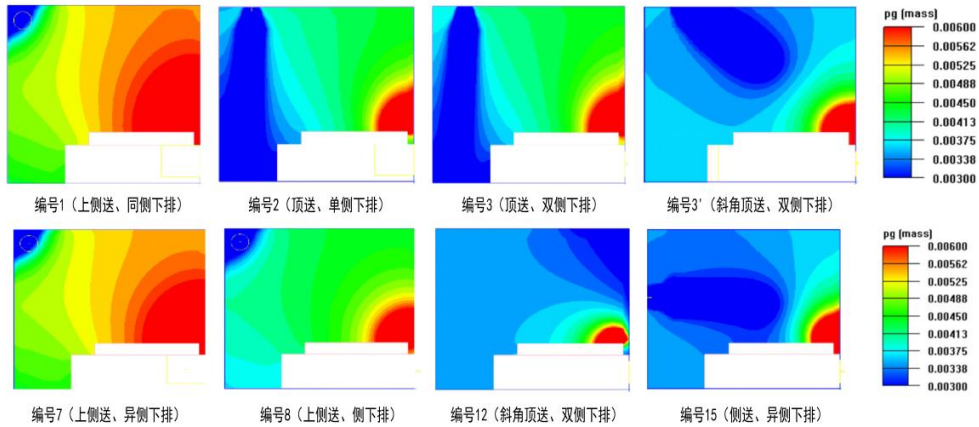 pg (mass)
0.00600
0.00562
0.00525
0.00488
0.00450
0.00413
0.00375
0.00338
0.00300
编号1（上侧送、同侧下排）
编号2（顶送、单侧下排）
编号3（顶送、双侧下排）
编号3'（斜角顶送、双侧下排）
pg (mass)
0.00600
0.00562
0.00525
0.00488
0.00450
0.00413
0.00375
0.00338
0.00300
编号7（上侧送、异侧下排）
编号8（上侧送、侧下排）
编号12（斜角顶送、双侧下排）
编号15（侧送、异侧下排）